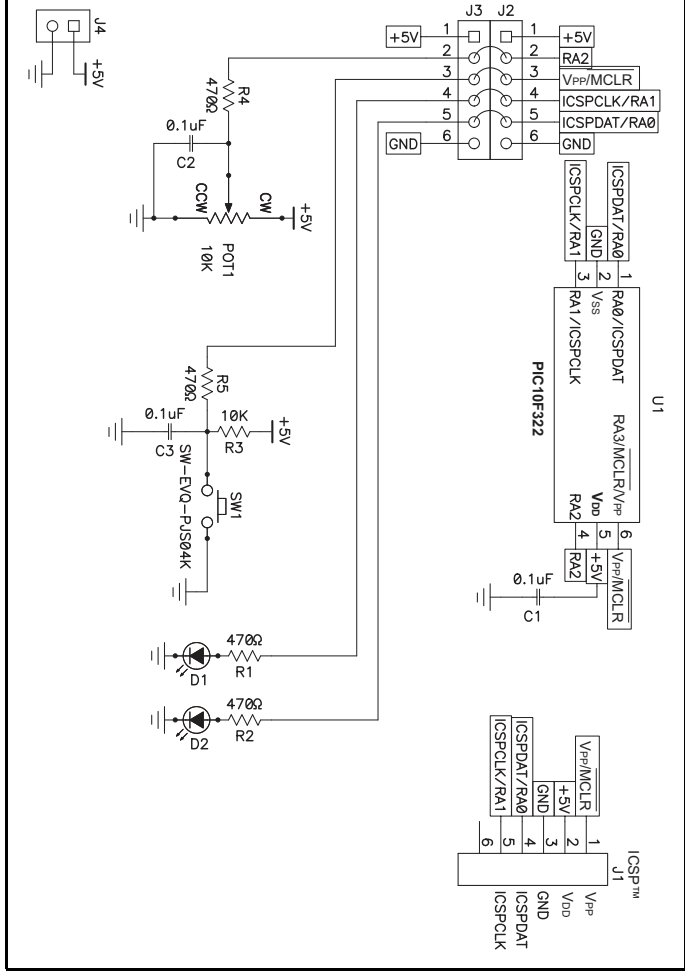 J4
+5V
J3 J2
+5V 1 1 +5V
2 2 RA2
3 3 VPP/MCLR
4 4 ICSPCLK/RA1
5 5 ICSPDAT/RA0
GND 6 6 GND
R4
470Ω
0.1uF
C2
CCW
CW
+5V
POT1
10K
ICSPCLK/RA1
GND
ICSPDAT/RA0
3 2 1
RA1/ICSPCLK
VSS
RA0/ICSPDAT
PIC10F322
U1
RA3/MCLR/VPP
VDD
RA2
4 5 6
RA2
+5V
VPP/MCLR
0.1uF
C1
R5
470Ω
0.1uF
C3
10K
R3
+5V
SW1
SW-EVQ-PJS04K
470Ω
D1
R1
470Ω
D2
R2
ICSPCLK/RA1
ICSPDAT/RA0
GND
+5V
VPP/MCLR
6 5 4 3 2 1
ICSP™
J1
VPP
VDD
GND
ICSPDAT
ICSPCLK